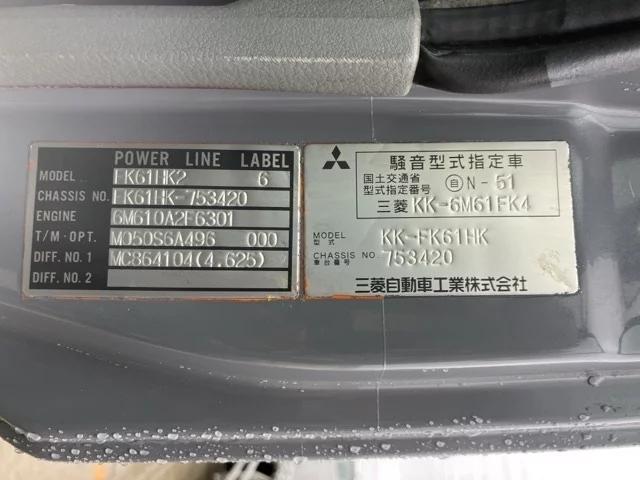 POWER LINE LABEL
MODEL FK61HK2 6
CHASSIS NO. FK61HK-753420
ENGINE 6M610A2F6301
T/M·OPT. M050S6A496 000
DIFF. NO. 1 MC864104(4.625)
DIFF. NO. 2
騒音型式指定車
国土交通省
型式指定番号 自 N-51
三菱 KK-6M61FK4
MODEL
型式 KK-FK61HK
CHASSIS NO
車台番号 753420
三菱自動車工業株式会社